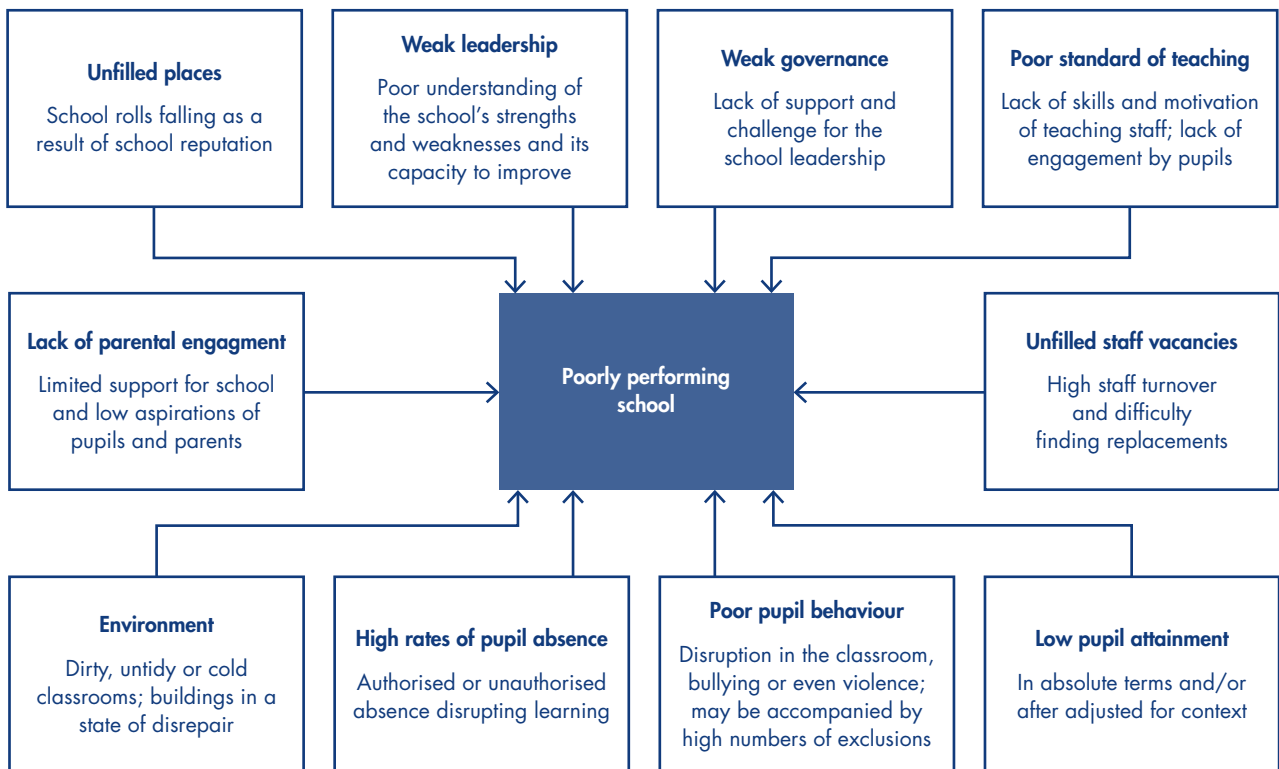 Unfilled places
School rolls falling as a
result of school reputation
Weak leadership
Poor understanding of
the school’s strengths
and weaknesses and its
capacity to improve
Weak governance
Lack of support and
challenge for the
school leadership
Poor standard of teaching
Lack of skills and motivation
of teaching staff; lack of
engagement by pupils
Lack of parental engagment
Limited support for school
and low aspirations of
pupils and parents
Poorly performing
school
Unfilled staff vacancies
High staff turnover
and difficulty
finding replacements
Environment
Dirty, untidy or cold
classrooms; buildings in a
state of disrepair
High rates of pupil absence
Authorised or unauthorised
absence disrupting learning
Poor pupil behaviour
Disruption in the classroom,
bullying or even violence;
may be accompanied by
high numbers of exclusions
Low pupil attainment
In absolute terms and/or
after adjusted for context